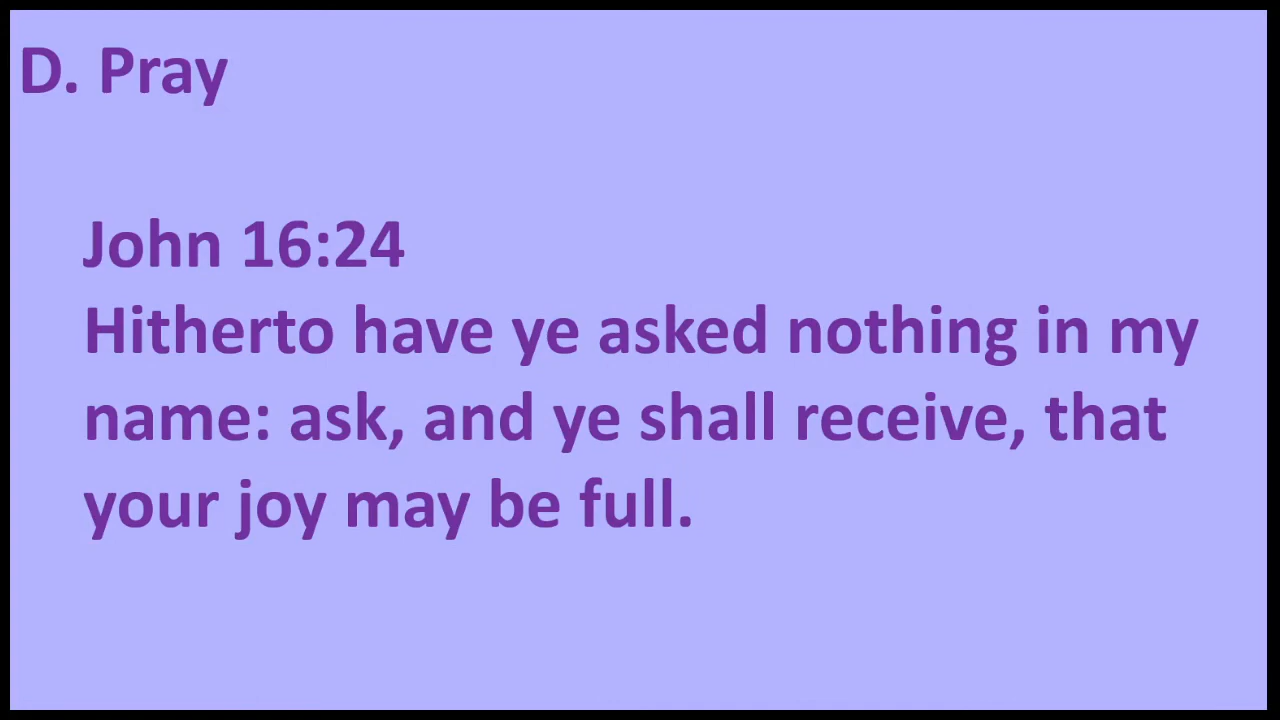 D. Pray
John 16:24
Hitherto have ye asked nothing in my
name: ask, and ye shall receive, that
your joy may be full.